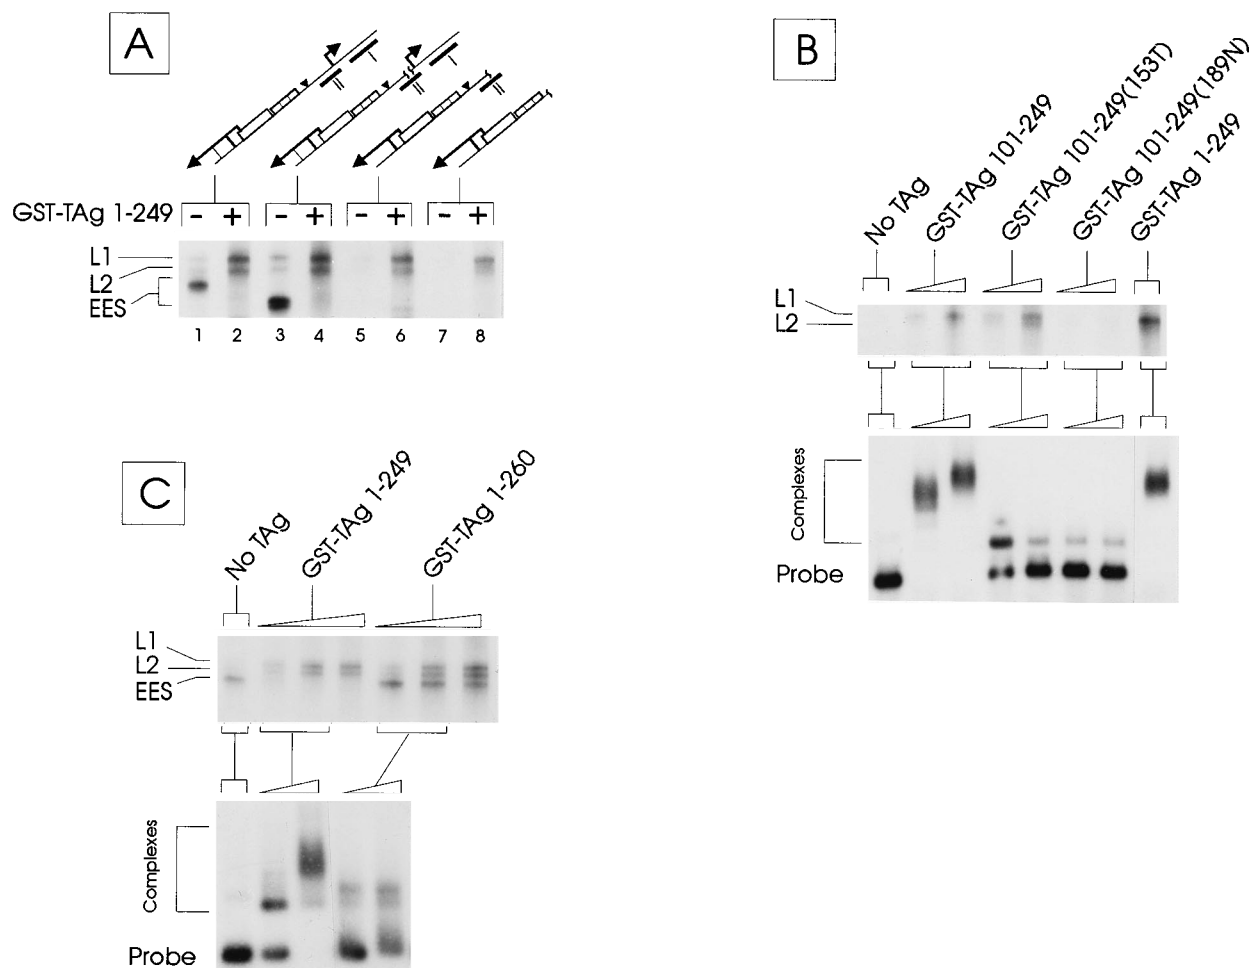 A
GST-TAg 1-249
- + - + - + - +
L1
L2
EES
1 2 3 4 5 6 7 8
B
No TAg
GST-TAg 101-249
GST-TAg 101-249(153T)
GST-TAg 101-249(189N)
GST-TAg 1-249
L1
L2
Complexes
Probe
C
No TAg
GST-TAg 1-249
GST-TAg 1-260
L1
L2
EES
Complexes
Probe